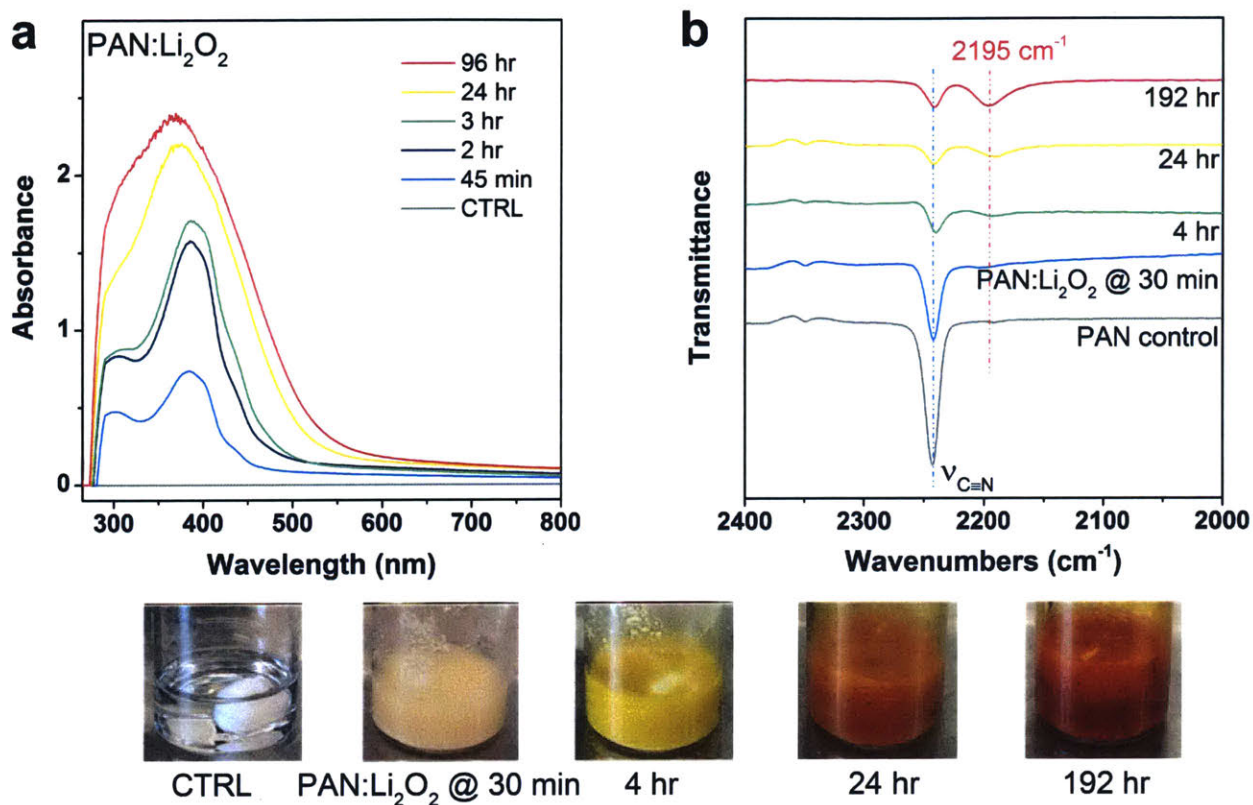 a
PAN:Li₂O₂
96 hr
24 hr
3 hr
2 hr
45 min
CTRL
2
1
0
Absorbance
300 400 500 600 700 800
Wavelength (nm)
b
2195 cm⁻¹
192 hr
24 hr
4 hr
PAN:Li₂O₂ @ 30 min
PAN control
νC≡N
Transmittance
2400 2300 2200 2100 2000
Wavenumbers (cm⁻¹)
CTRL PAN:Li₂O₂ @ 30 min 4 hr 24 hr 192 hr